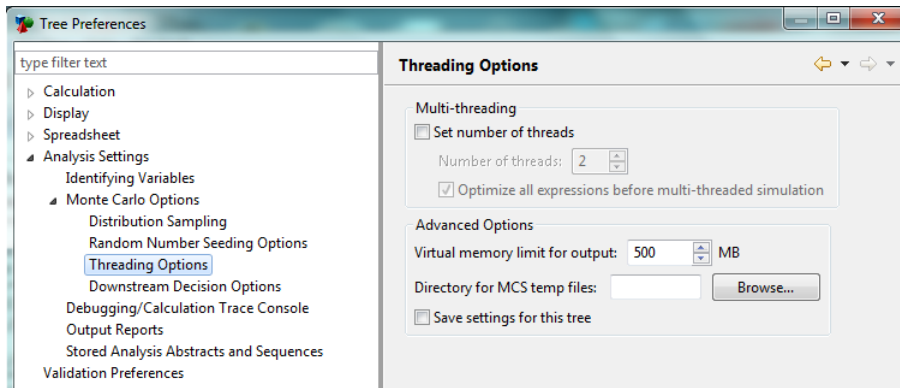 Tree Preferences
type filter text
Calculation
Display
Spreadsheet
Analysis Settings
Identifying Variables
Monte Carlo Options
Distribution Sampling
Random Number Seeding Options
Threading Options
Downstream Decision Options
Debugging/Calculation Trace Console
Output Reports
Stored Analysis Abstracts and Sequences
Validation Preferences
Threading Options
Multi-threading
Set number of threads
Number of threads: 2
Optimize all expressions before multi-threaded simulation
Advanced Options
Virtual memory limit for output: 500 MB
Directory for MCS temp files: Browse...
Save settings for this tree